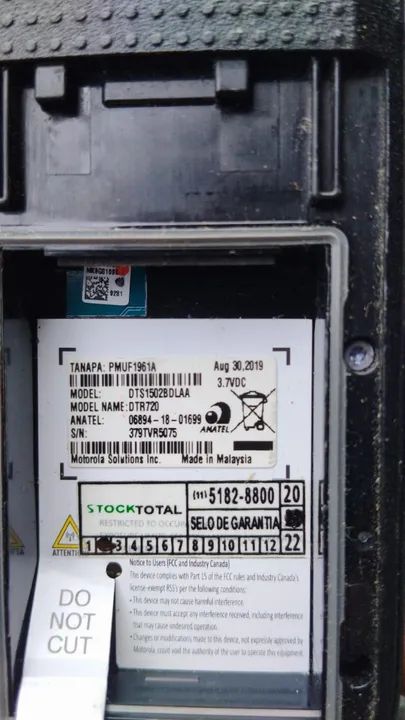 9281
TANAPA: PMUF1961A Aug 30,2019
3.7VDC
MODEL: DTS1502BDLAA
MODEL NAME: DTR720
ANATEL: 06894-18-01699
ANATEL
S/N: 379TVR5075
Motorola Solutions Inc. Made in Malaysia
STOCKTOTAL (11) 5182-8800 20
RESTRICTED TO
SELO DE GARANTIA
ATTENTI
1 3 4 5 6 7 8 9 10 11 12 22
Notice to Users (FCC and Industry Canada)
This device complies with Part 15 of the FCC rules and Industry Canada's
license-exempt RSS's per the following conditions:
• This device may not cause harmful interference.
• This device must accept any interference received, including interference
that may cause undesired operation.
• Changes or modifications made to this device, not expressly approved by
Motorola, could void the authority of the user to operate this equipment.
DO
NOT
CUT